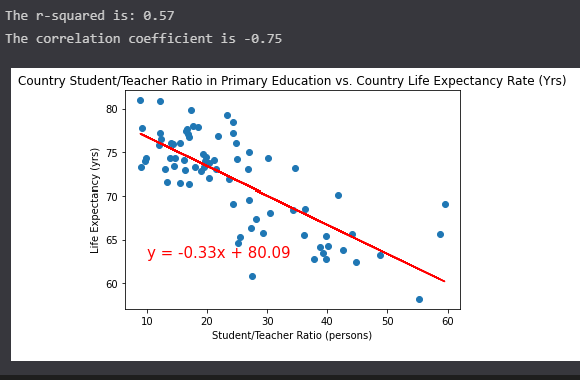 The r-squared is: 0.57
The correlation coefficient is -0.75
Country Student/Teacher Ratio in Primary Education vs. Country Life Expectancy Rate (Yrs)
Life Expectancy (yrs)
80
75
70
65
60
y = -0.33x + 80.09
10 20 30 40 50 60
Student/Teacher Ratio (persons)